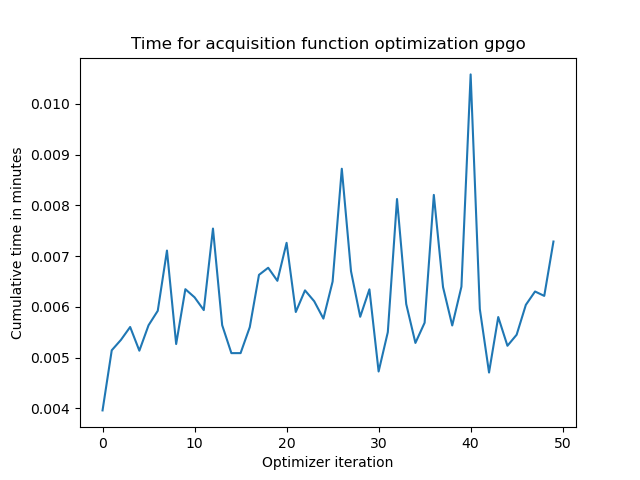 Time for acquisition function optimization gpgo
0.010
0.009
0.008
0.007
0.006
0.005
0.004
Cumulative time in minutes
0 10 20 30 40 50
Optimizer iteration